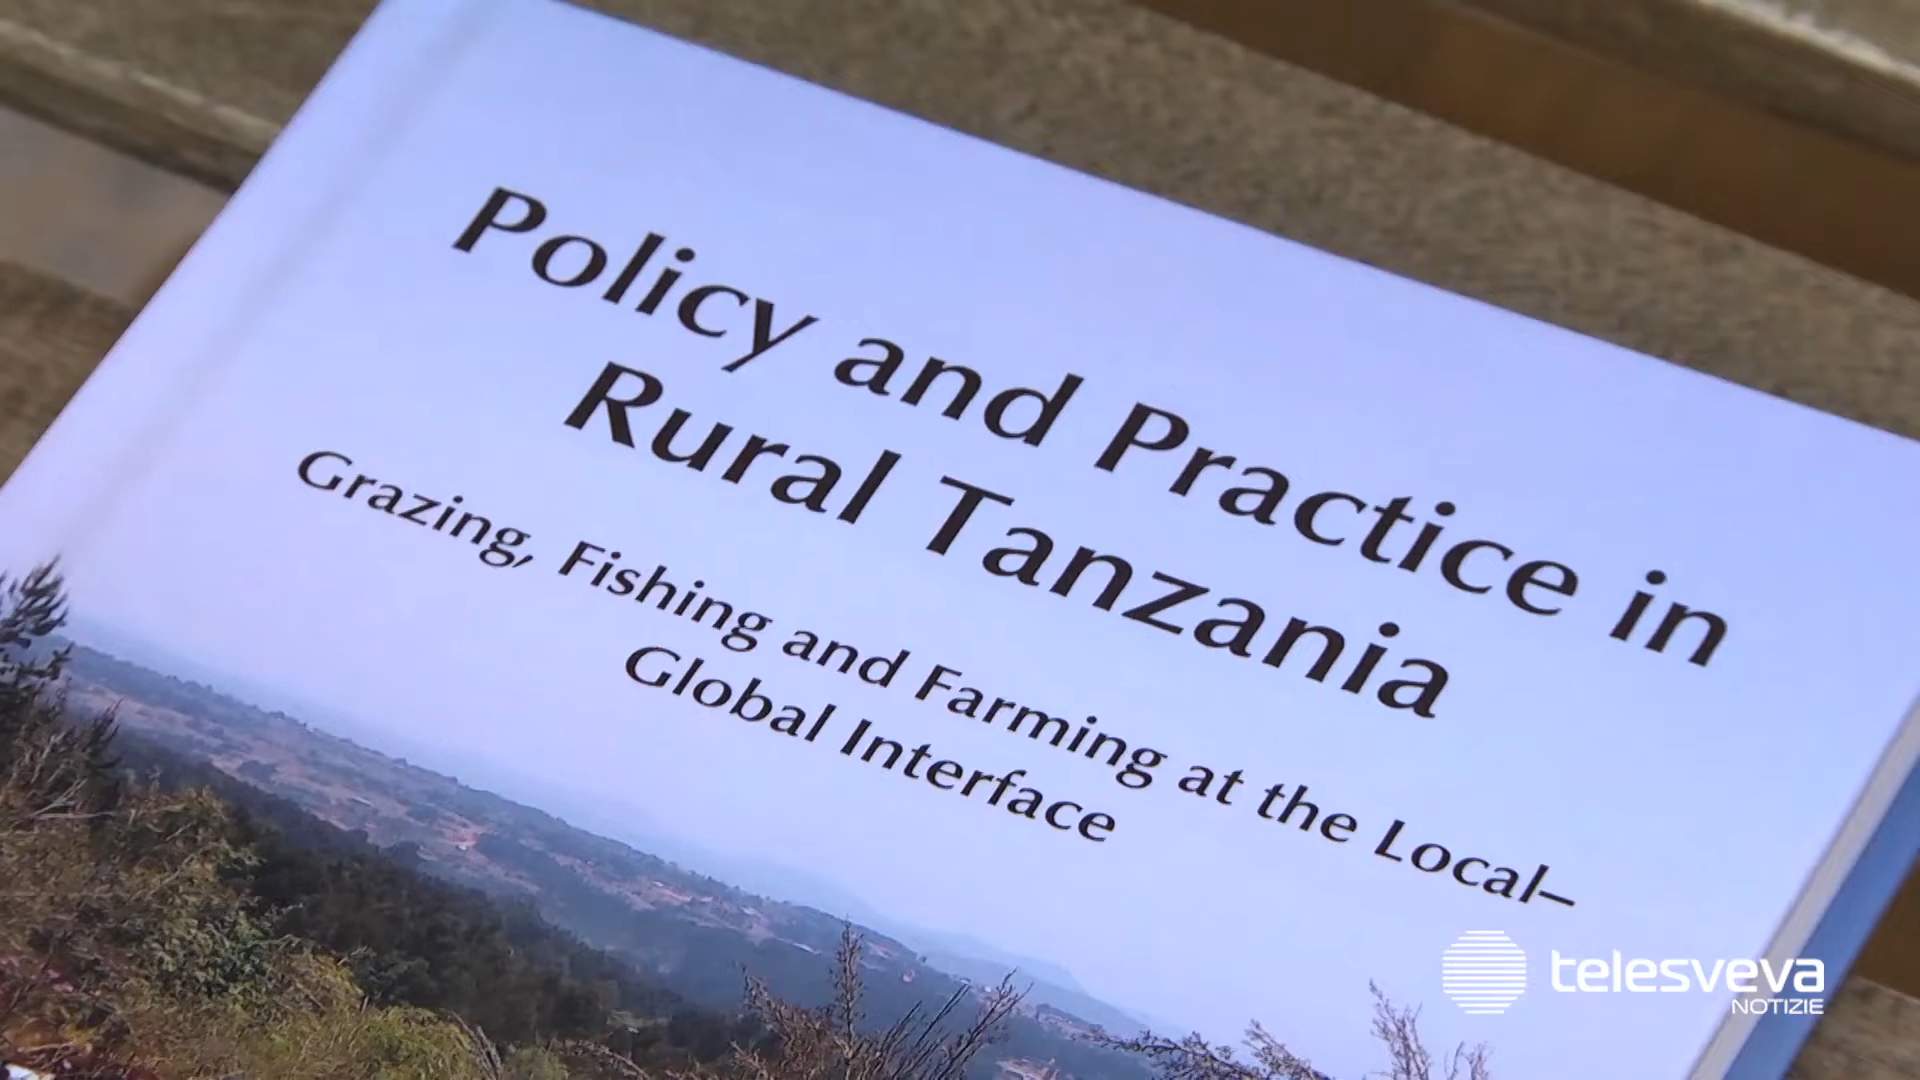 Policy and Practice in
Rural Tanzania
Grazing, Fishing and Farming at the Local–
Global Interface
telesveva
NOTIZIE